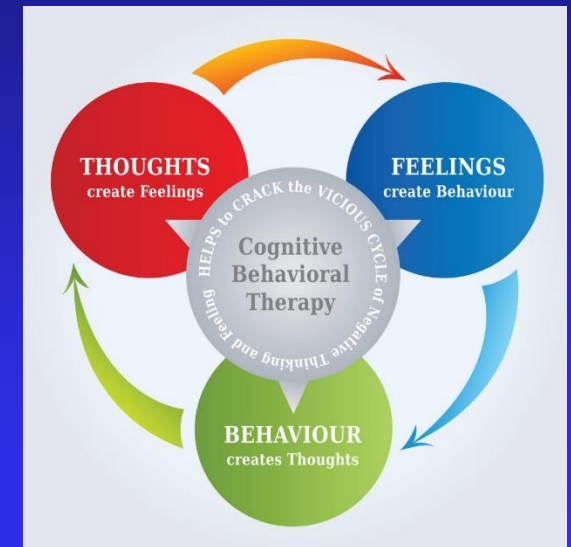 THOUGHTS
create Feelings
FEELINGS
create Behaviour
HELPS to CRACK the VICIOUS CYCLE of Negative Thinking and Feeling
Cognitive
Behavioral
Therapy
BEHAVIOUR
creates Thoughts